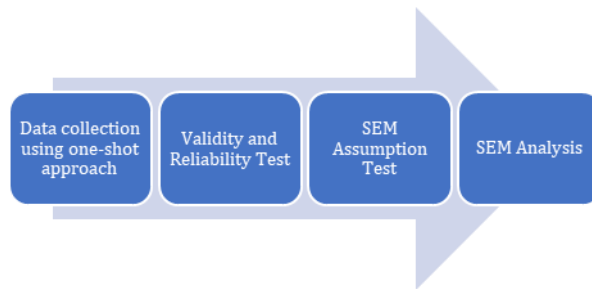 Data collection
using one-shot
approach
Validity and
Reliability Test
SEM
Assumption
Test
SEM Analysis